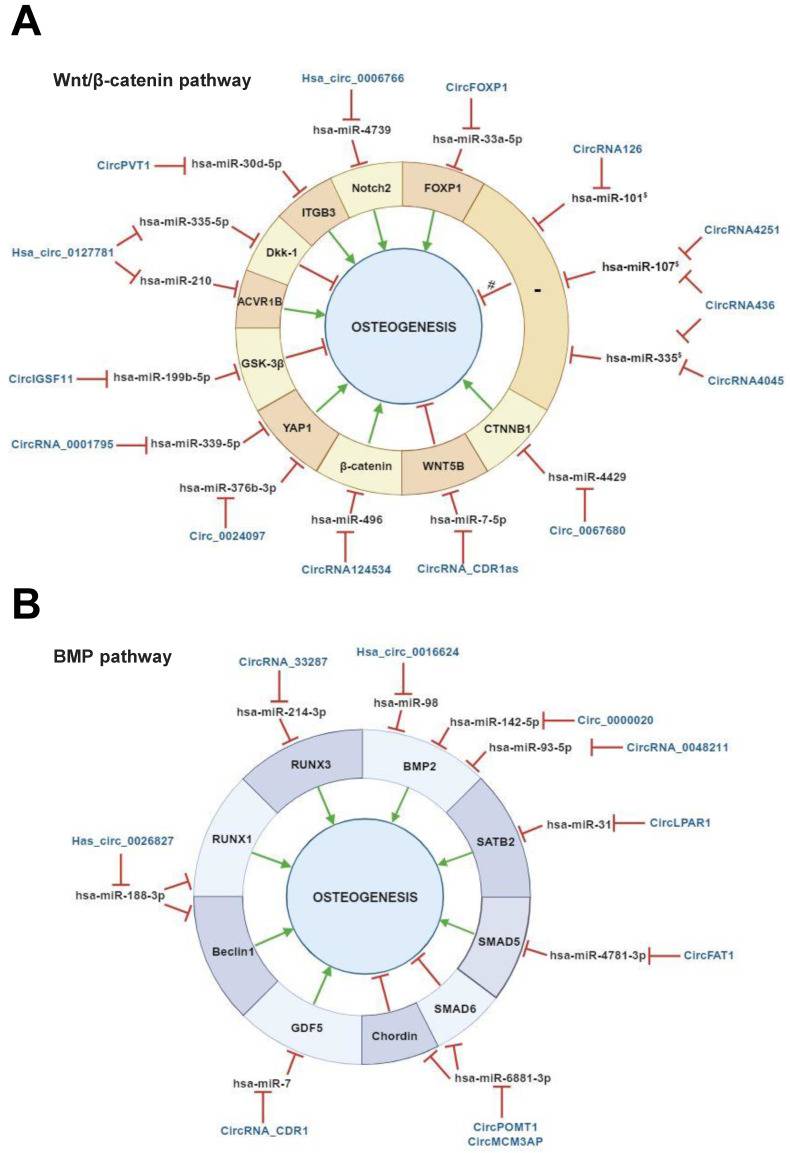 A
Wnt/β-catenin pathway
Hsa_circ_0006766
CircFOXP1
hsa-miR-4739
hsa-miR-33a-5p
CircRNA126
CircPVT1
hsa-miR-30d-5p
Notch2
FOXP1
hsa-miR-101$
ITGB3
hsa-miR-335-5p
CircRNA4251
Hsa_circ_0127781
Dkk-1
hsa-miR-107$
hsa-miR-210
#
-
ACVR1B
CircRNA436
OSTEOGENESIS
hsa-miR-335$
GSK-3β
CircIGSF11
hsa-miR-199b-5p
CircRNA4045
YAP1
CTNNB1
CircRNA_0001795
hsa-miR-339-5p
β-catenin
WNT5B
hsa-miR-376b-3p
hsa-miR-4429
hsa-miR-496
hsa-miR-7-5p
Circ_0024097
Circ_0067680
CircRNA124534
CircRNA_CDR1as
B
BMP pathway
CircRNA_33287
Hsa_circ_0016624
hsa-miR-214-3p
hsa-miR-98
hsa-miR-142-5p
Circ_0000020
hsa-miR-93-5p
CircRNA_0048211
RUNX3
BMP2
RUNX1
SATB2
hsa-miR-31
CircLPAR1
Has_circ_0026827
hsa-miR-188-3p
OSTEOGENESIS
Beclin1
SMAD5
hsa-miR-4781-3p
CircFAT1
SMAD6
GDF5
Chordin
hsa-miR-7
hsa-miR-6881-3p
CircRNA_CDR1
CircPOMT1
CircMCM3AP